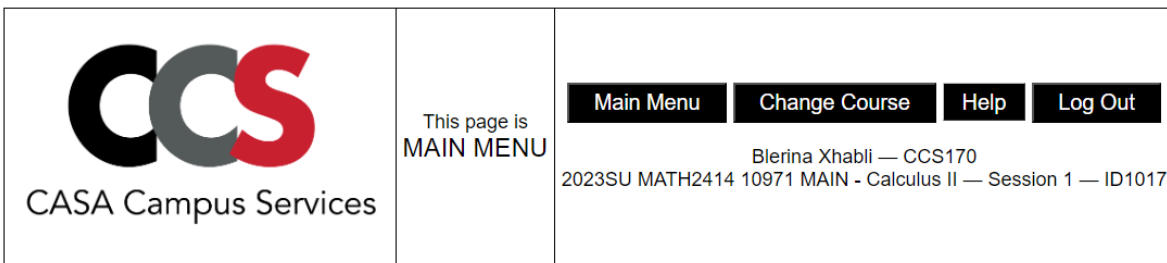 CCS
CASA Campus Services
This page is
MAIN MENU
Main Menu Change Course Help Log Out
Blerina Xhabli — CCS170
2023SU MATH2414 10971 MAIN - Calculus II — Session 1 — ID1017